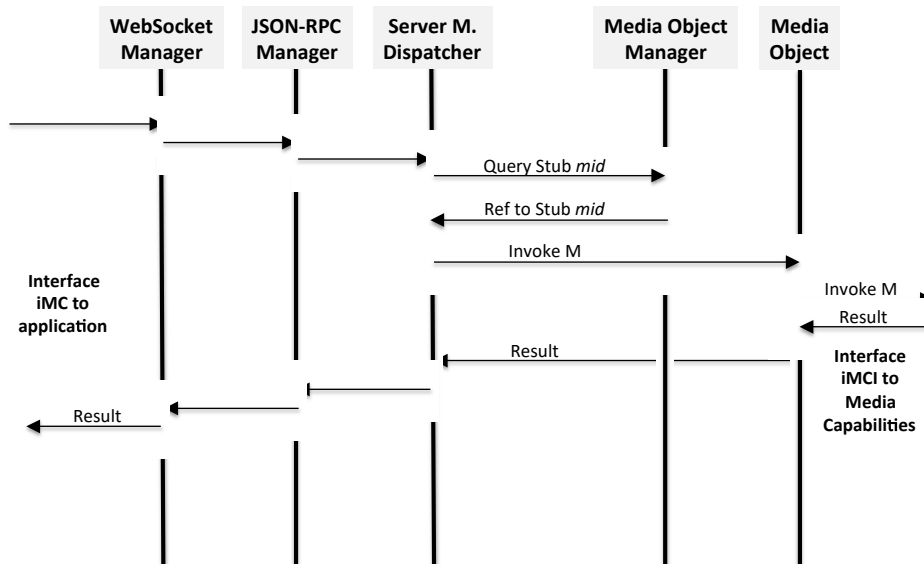 WebSocket
Manager
JSON-RPC
Manager
Server M.
Dispatcher
Media Object
Manager
Media
Object
Query Stub mid
Ref to Stub mid
Invoke M
Interface
iMC to
application
Invoke M
Result
Result
Interface
iMCI to
Media
Capabilities
Result